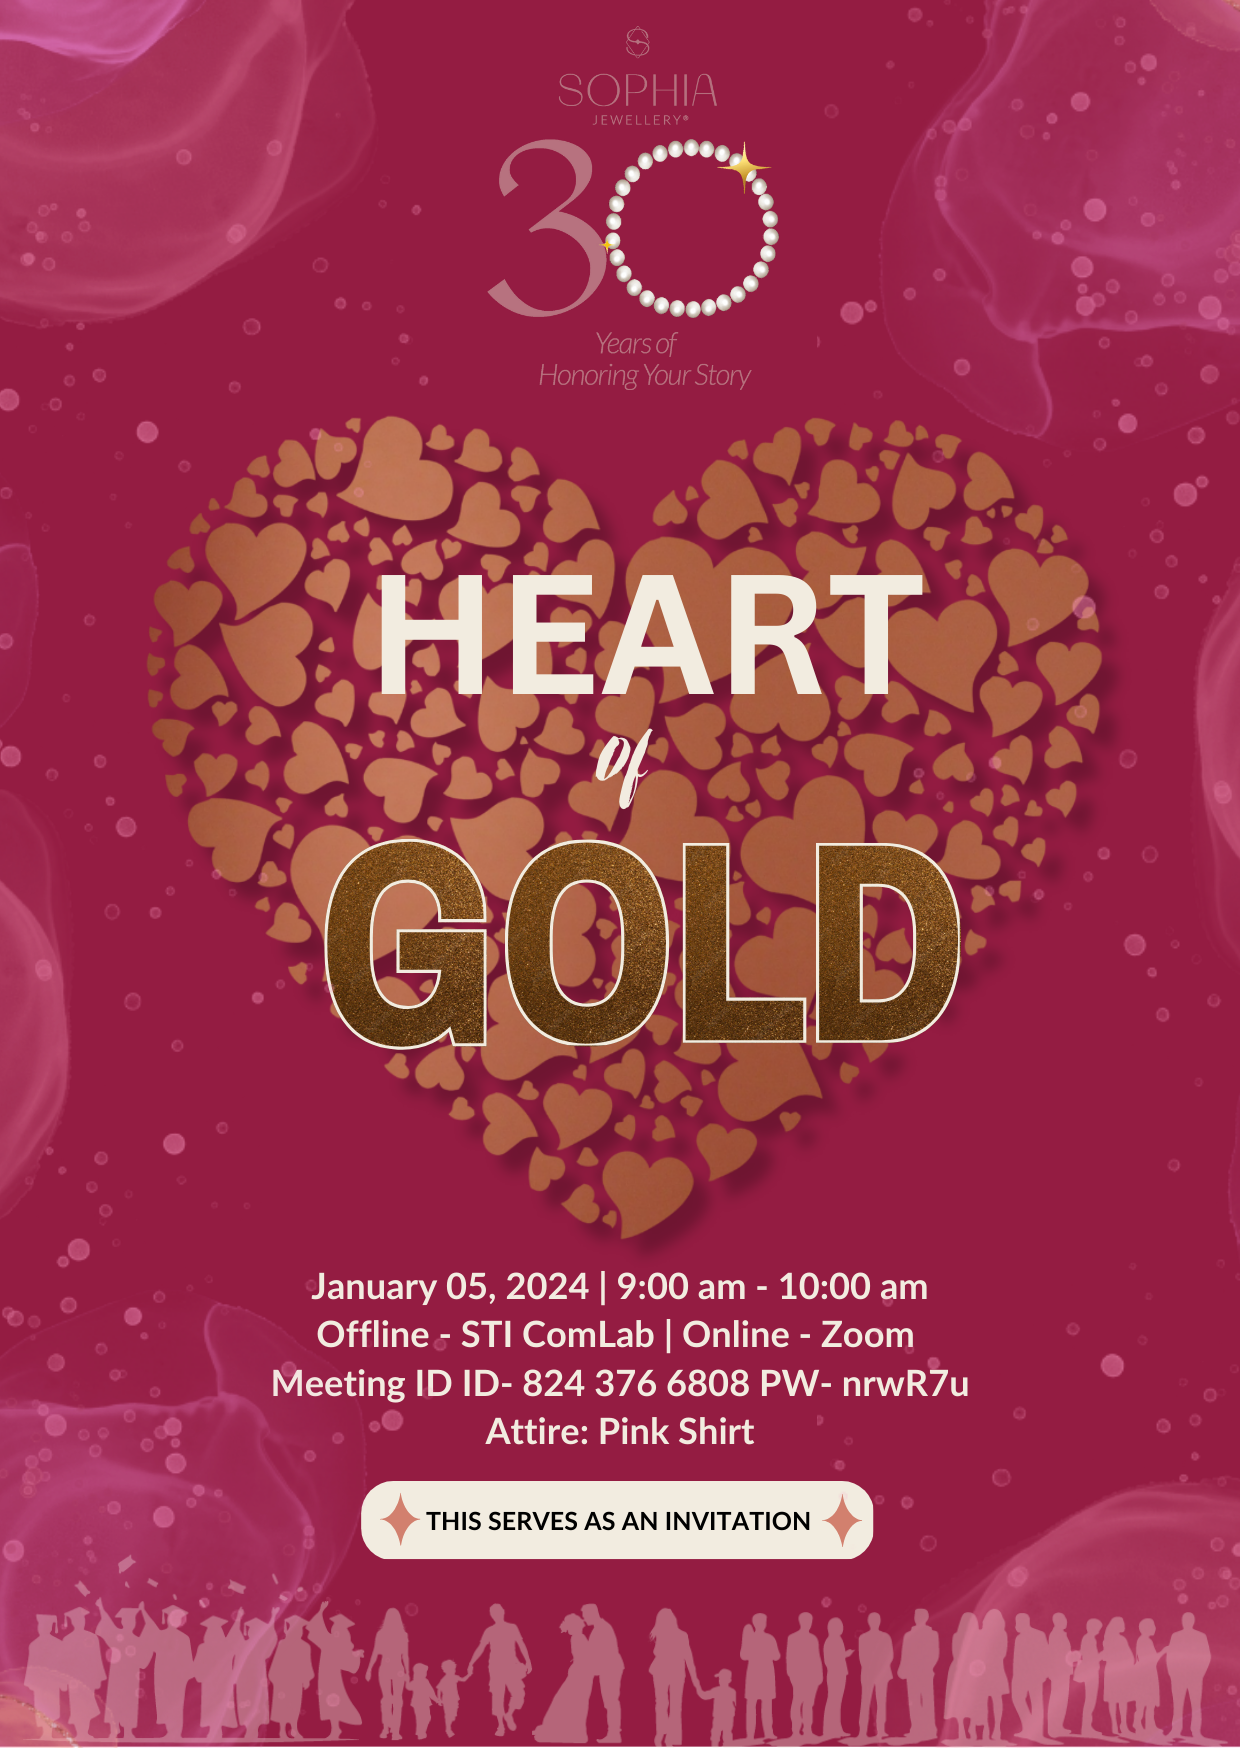 SOPHIA
JEWELLERY®
30
Years of
Honoring Your Story
HEART
of
GOLD
January 05, 2024 | 9:00 am - 10:00 am
Offline - STI ComLab | Online - Zoom
Meeting ID ID- 824 376 6808 PW- nrwR7u
Attire: Pink Shirt
THIS SERVES AS AN INVITATION